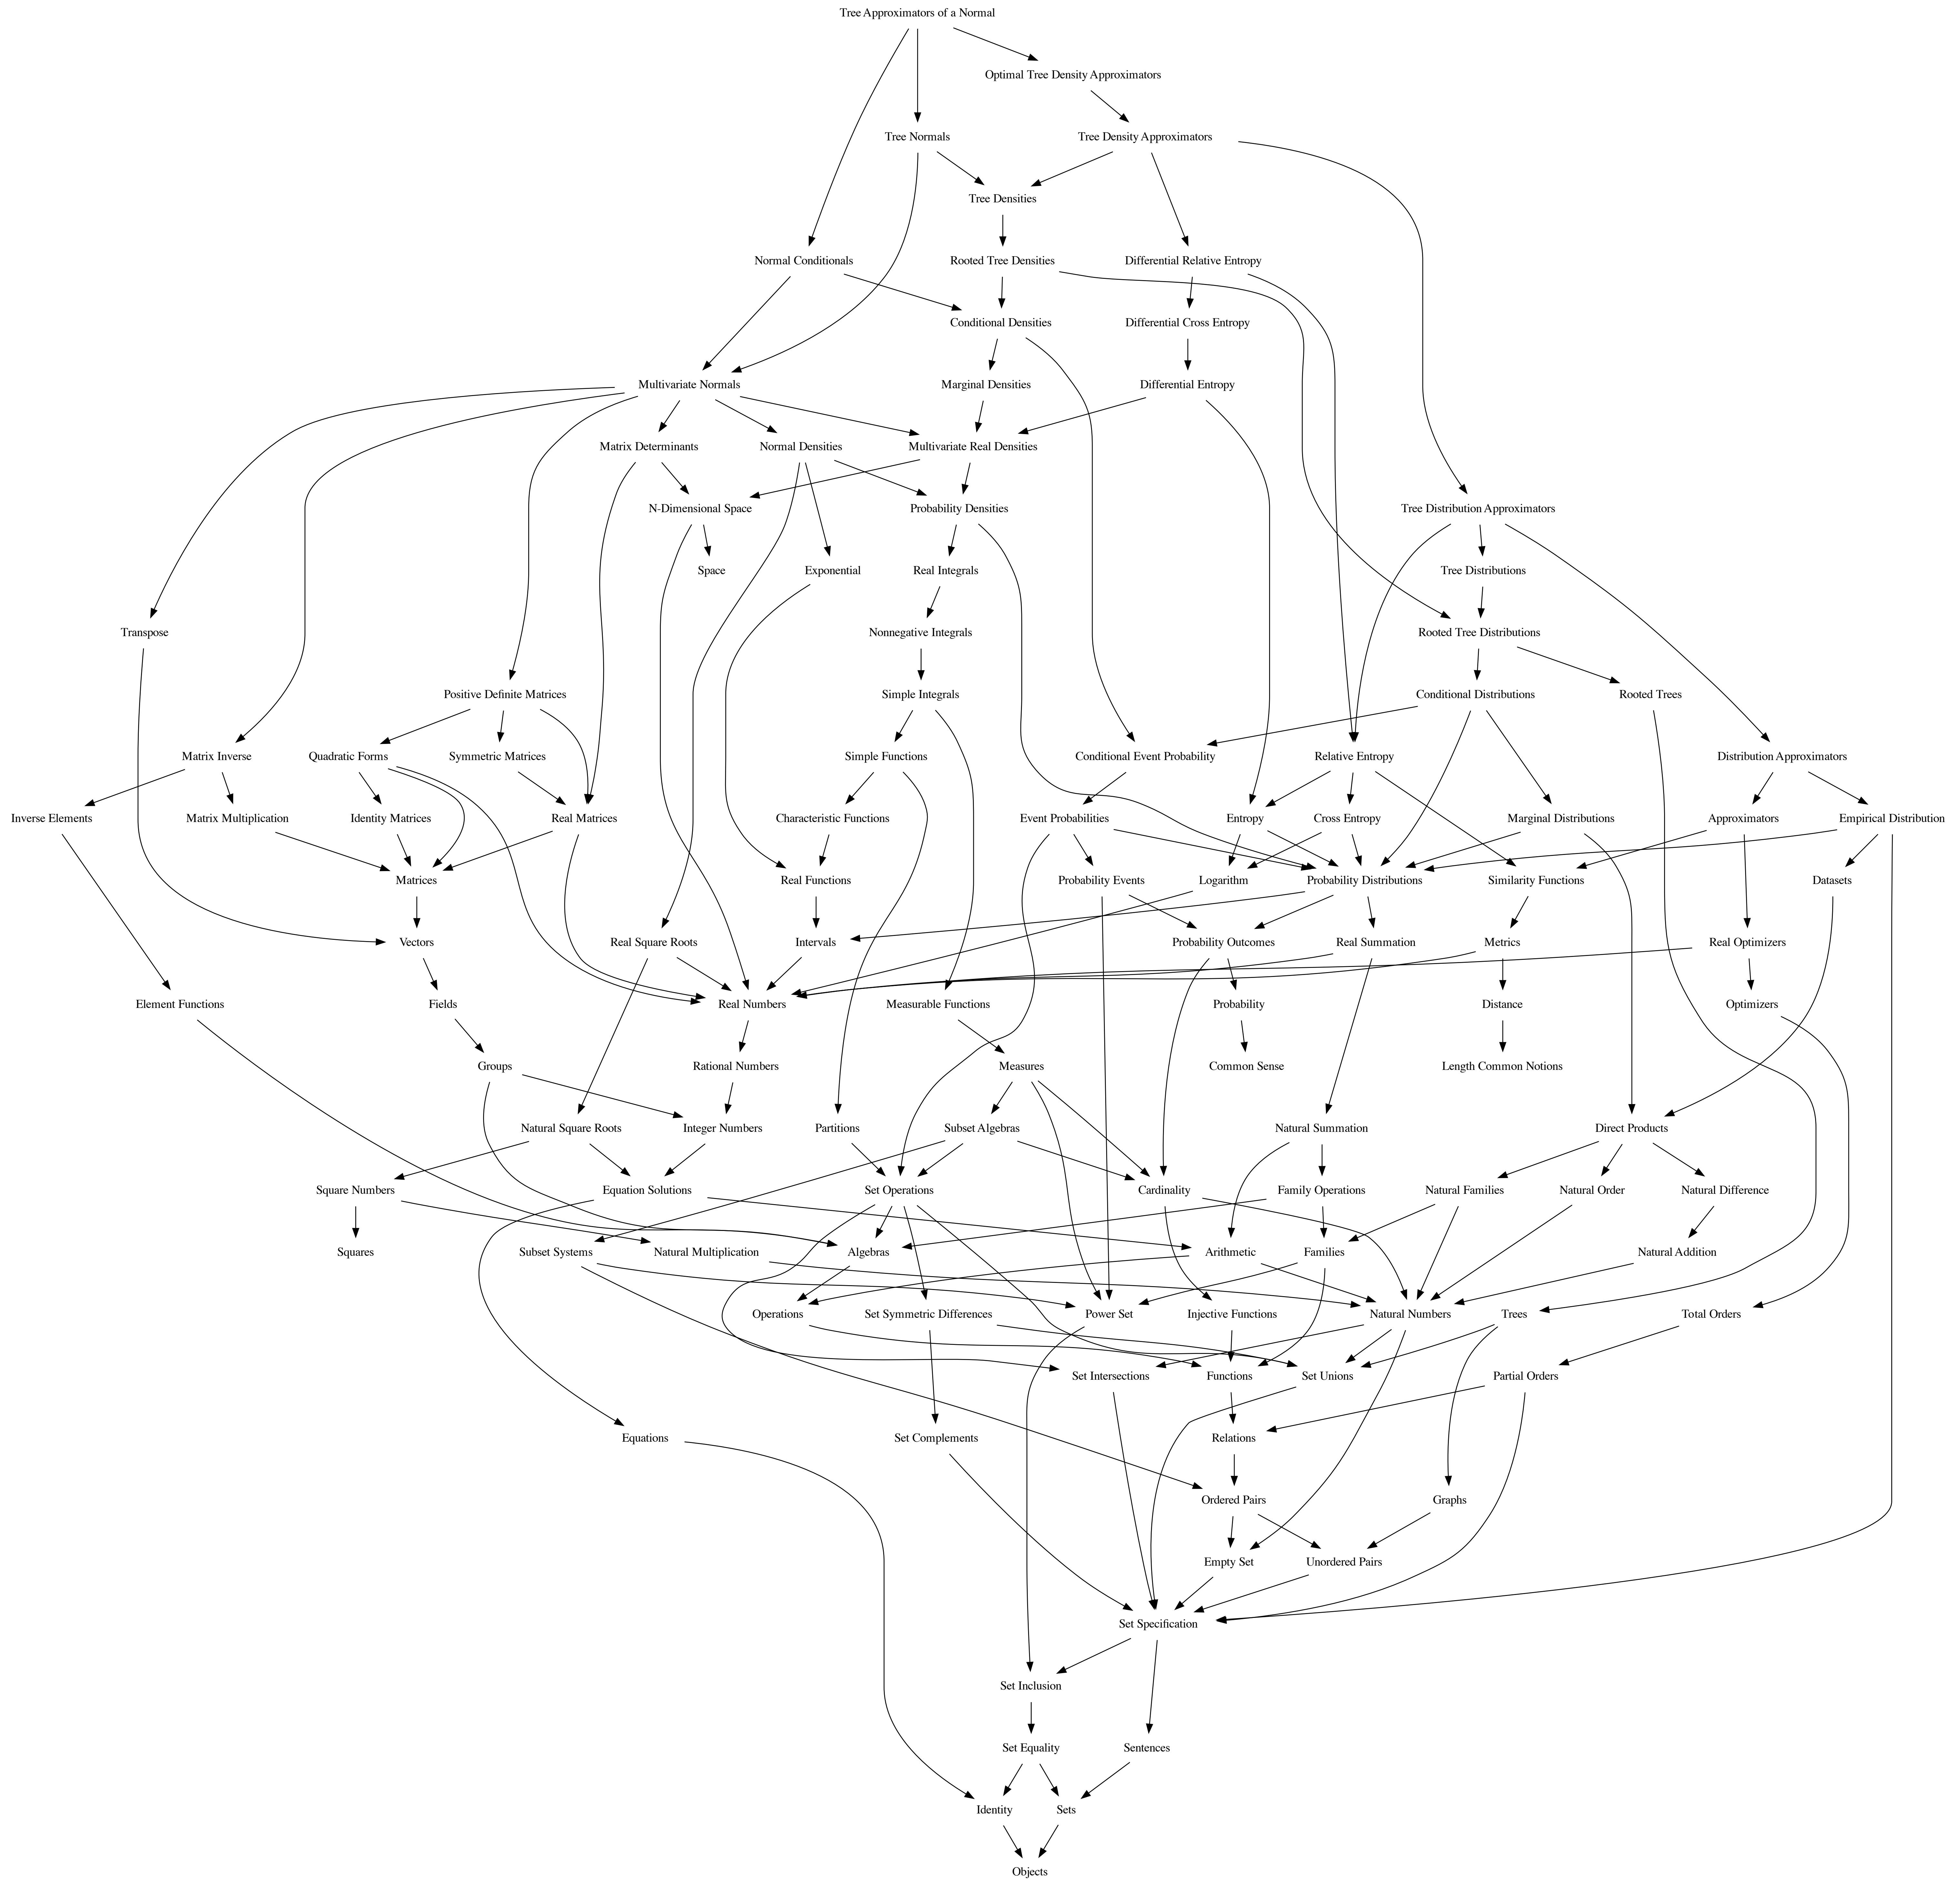 Tree Approximators of a Normal
Optimal Tree Density Approximators
Tree Normals
Tree Density Approximators
Tree Densities
Normal Conditionals
Rooted Tree Densities
Differential Relative Entropy
Conditional Densities
Differential Cross Entropy
Multivariate Normals
Marginal Densities
Differential Entropy
Matrix Determinants
Normal Densities
Multivariate Real Densities
N-Dimensional Space
Probability Densities
Tree Distribution Approximators
Space
Exponential
Real Integrals
Tree Distributions
Transpose
Nonnegative Integrals
Rooted Tree Distributions
Positive Definite Matrices
Simple Integrals
Conditional Distributions
Rooted Trees
Matrix Inverse
Quadratic Forms
Symmetric Matrices
Simple Functions
Conditional Event Probability
Relative Entropy
Distribution Approximators
Inverse Elements
Matrix Multiplication
Identity Matrices
Real Matrices
Characteristic Functions
Event Probabilities
Entropy
Cross Entropy
Marginal Distributions
Approximators
Empirical Distribution
Matrices
Real Functions
Probability Events
Logarithm
Probability Distributions
Similarity Functions
Datasets
Vectors
Real Square Roots
Intervals
Probability Outcomes
Real Summation
Metrics
Real Optimizers
Element Functions
Fields
Real Numbers
Measurable Functions
Probability
Distance
Optimizers
Groups
Rational Numbers
Measures
Common Sense
Length Common Notions
Natural Square Roots
Integer Numbers
Partitions
Subset Algebras
Natural Summation
Direct Products
Square Numbers
Equation Solutions
Set Operations
Cardinality
Family Operations
Natural Families
Natural Order
Natural Difference
Squares
Subset Systems
Natural Multiplication
Algebras
Arithmetic
Families
Natural Addition
Operations
Set Symmetric Differences
Power Set
Injective Functions
Natural Numbers
Trees
Total Orders
Set Intersections
Functions
Set Unions
Partial Orders
Equations
Set Complements
Relations
Ordered Pairs
Graphs
Empty Set
Unordered Pairs
Set Specification
Set Inclusion
Set Equality
Sentences
Identity
Sets
Objects